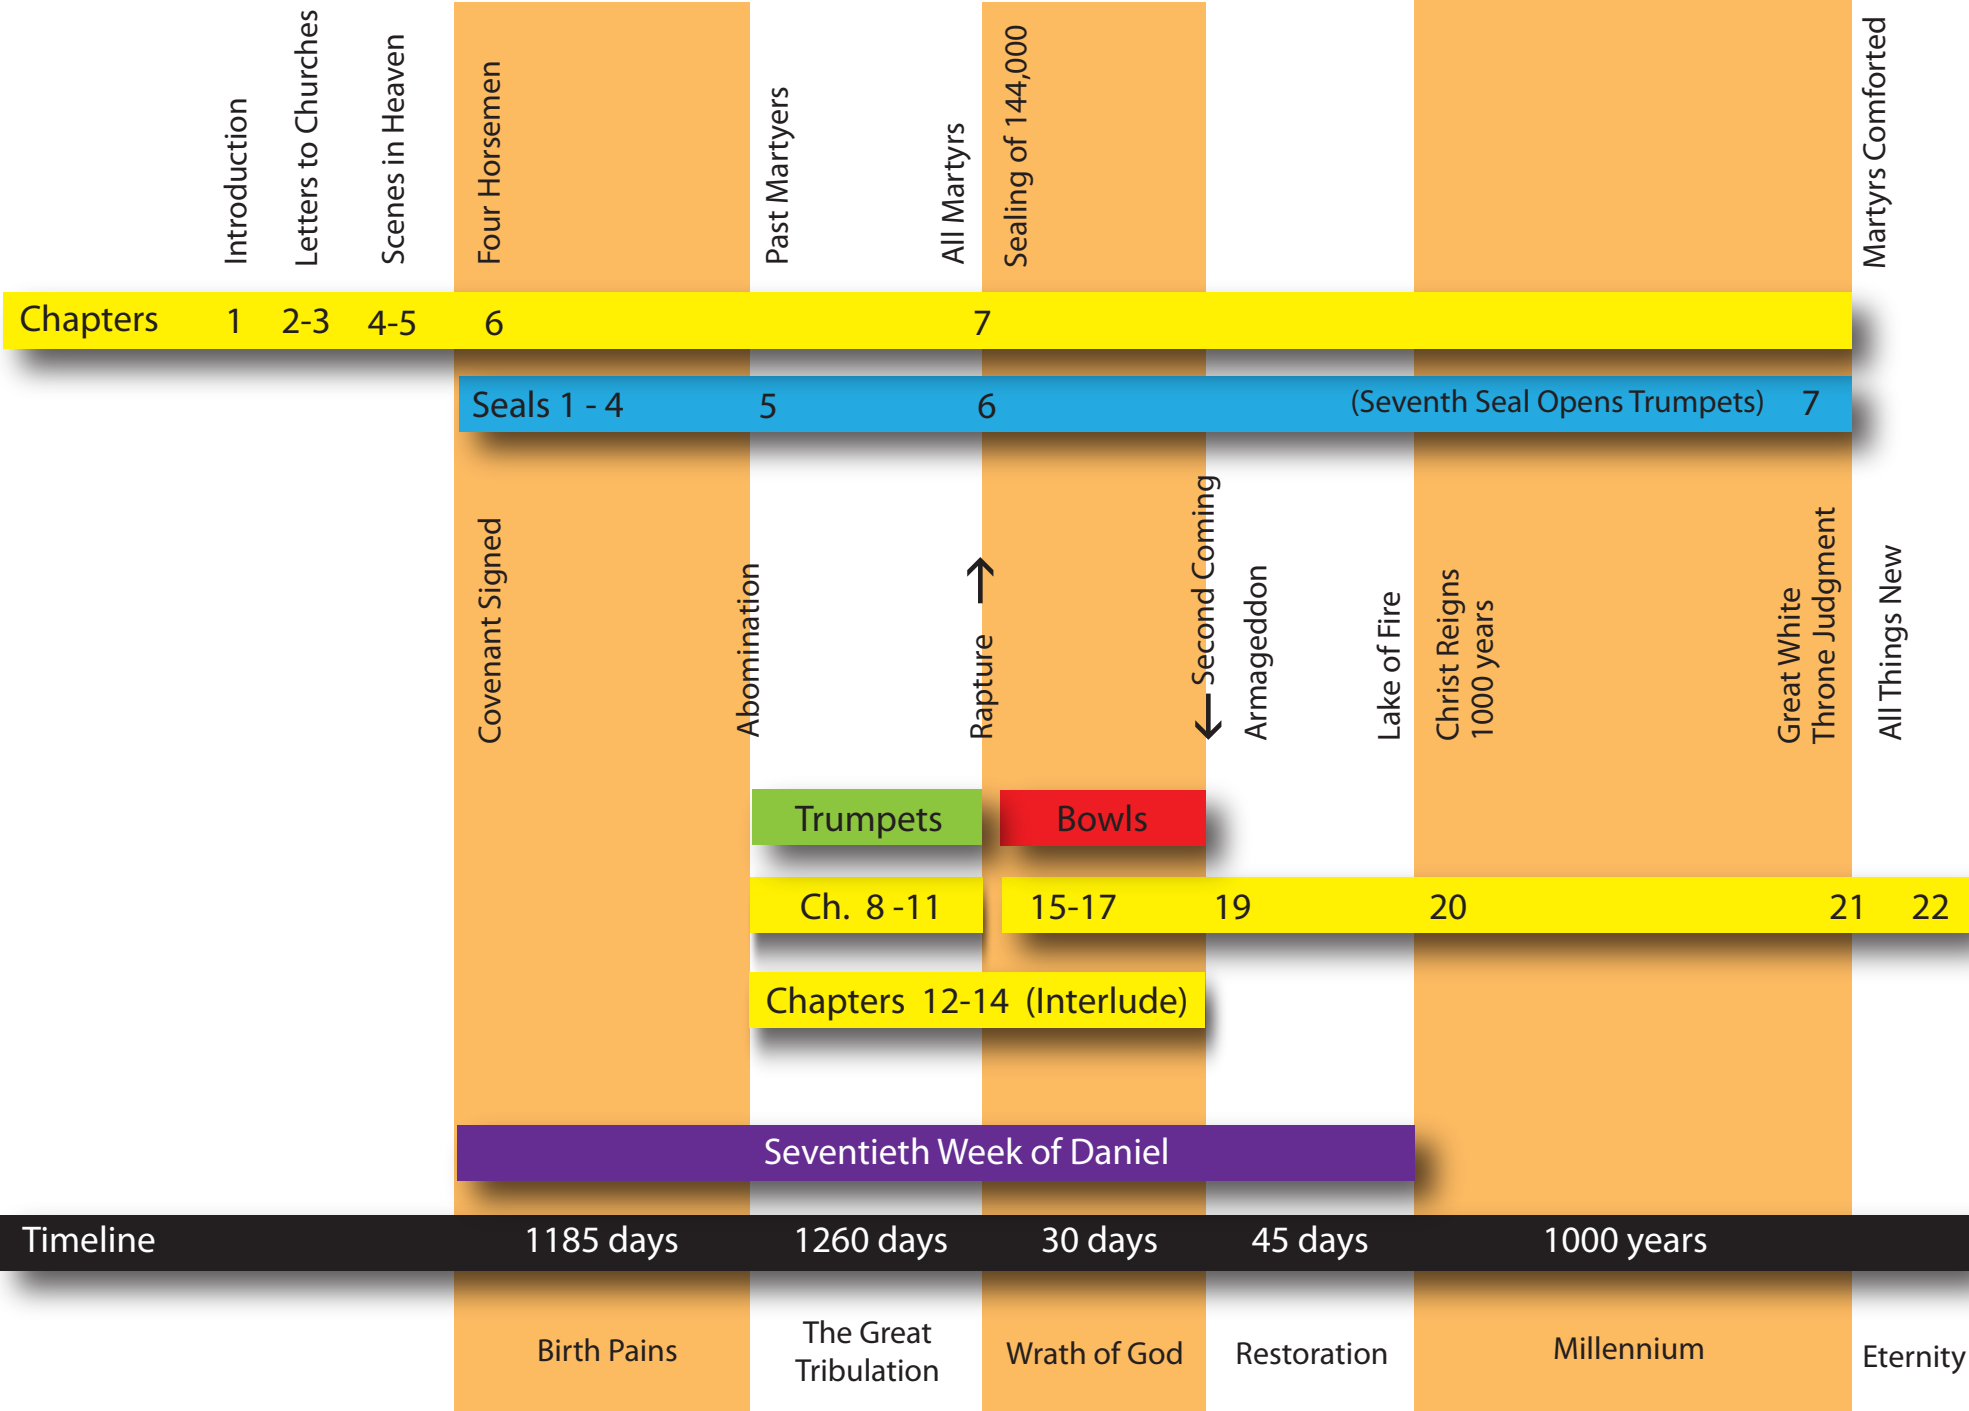 Introduction
Letters to Churches
Scenes in Heaven
Four Horsemen
Past Martyers
All Martyrs
Sealing of 144,000
Martyrs Comforted
Chapters 1 2-3 4-5 6 7
Seals 1 - 4 5 6 (Seventh Seal Opens Trumpets) 7
Covenant Signed
Abomination
Rapture →
← Second Coming
Armageddon
Lake of Fire
Christ Reigns
1000 years
Great White
Throne Judgment
All Things New
Trumpets Bowls
Ch. 8 -11 15-17 19 20 21 22
Chapters 12-14 (Interlude)
Seventieth Week of Daniel
Timeline 1185 days 1260 days 30 days 45 days 1000 years
Birth Pains
The Great
Tribulation
Wrath of God
Restoration
Millennium
Eternity